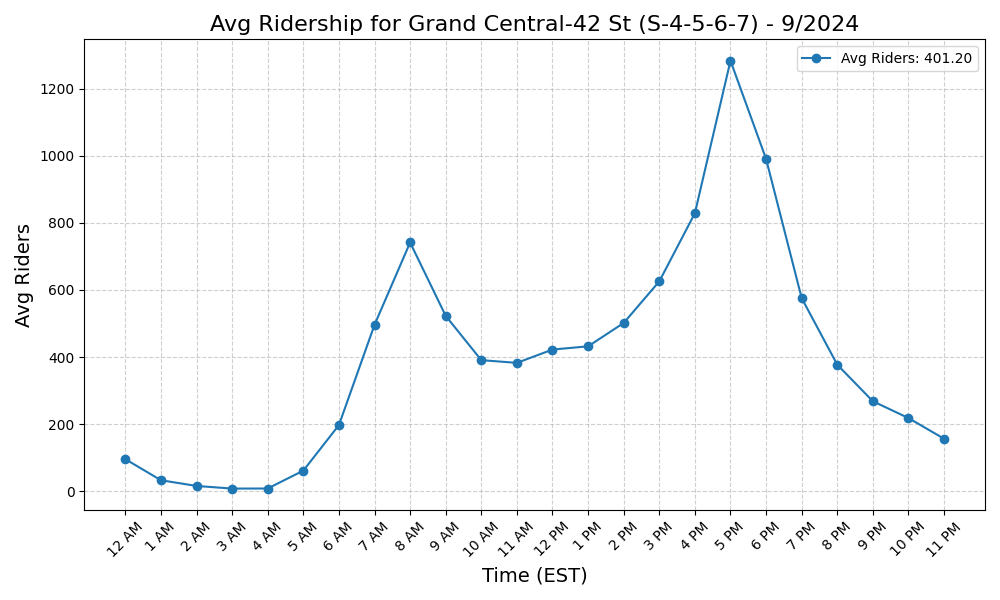 Avg Ridership for Grand Central-42 St (S-4-5-6-7) - 9/2024
Avg Riders: 401.20
Avg Riders
1200
1000
800
600
400
200
0
12 AM
1 AM
2 AM
3 AM
4 AM
5 AM
6 AM
7 AM
8 AM
9 AM
10 AM
11 AM
12 PM
1 PM
2 PM
3 PM
4 PM
5 PM
6 PM
7 PM
8 PM
9 PM
10 PM
11 PM
Time (EST)